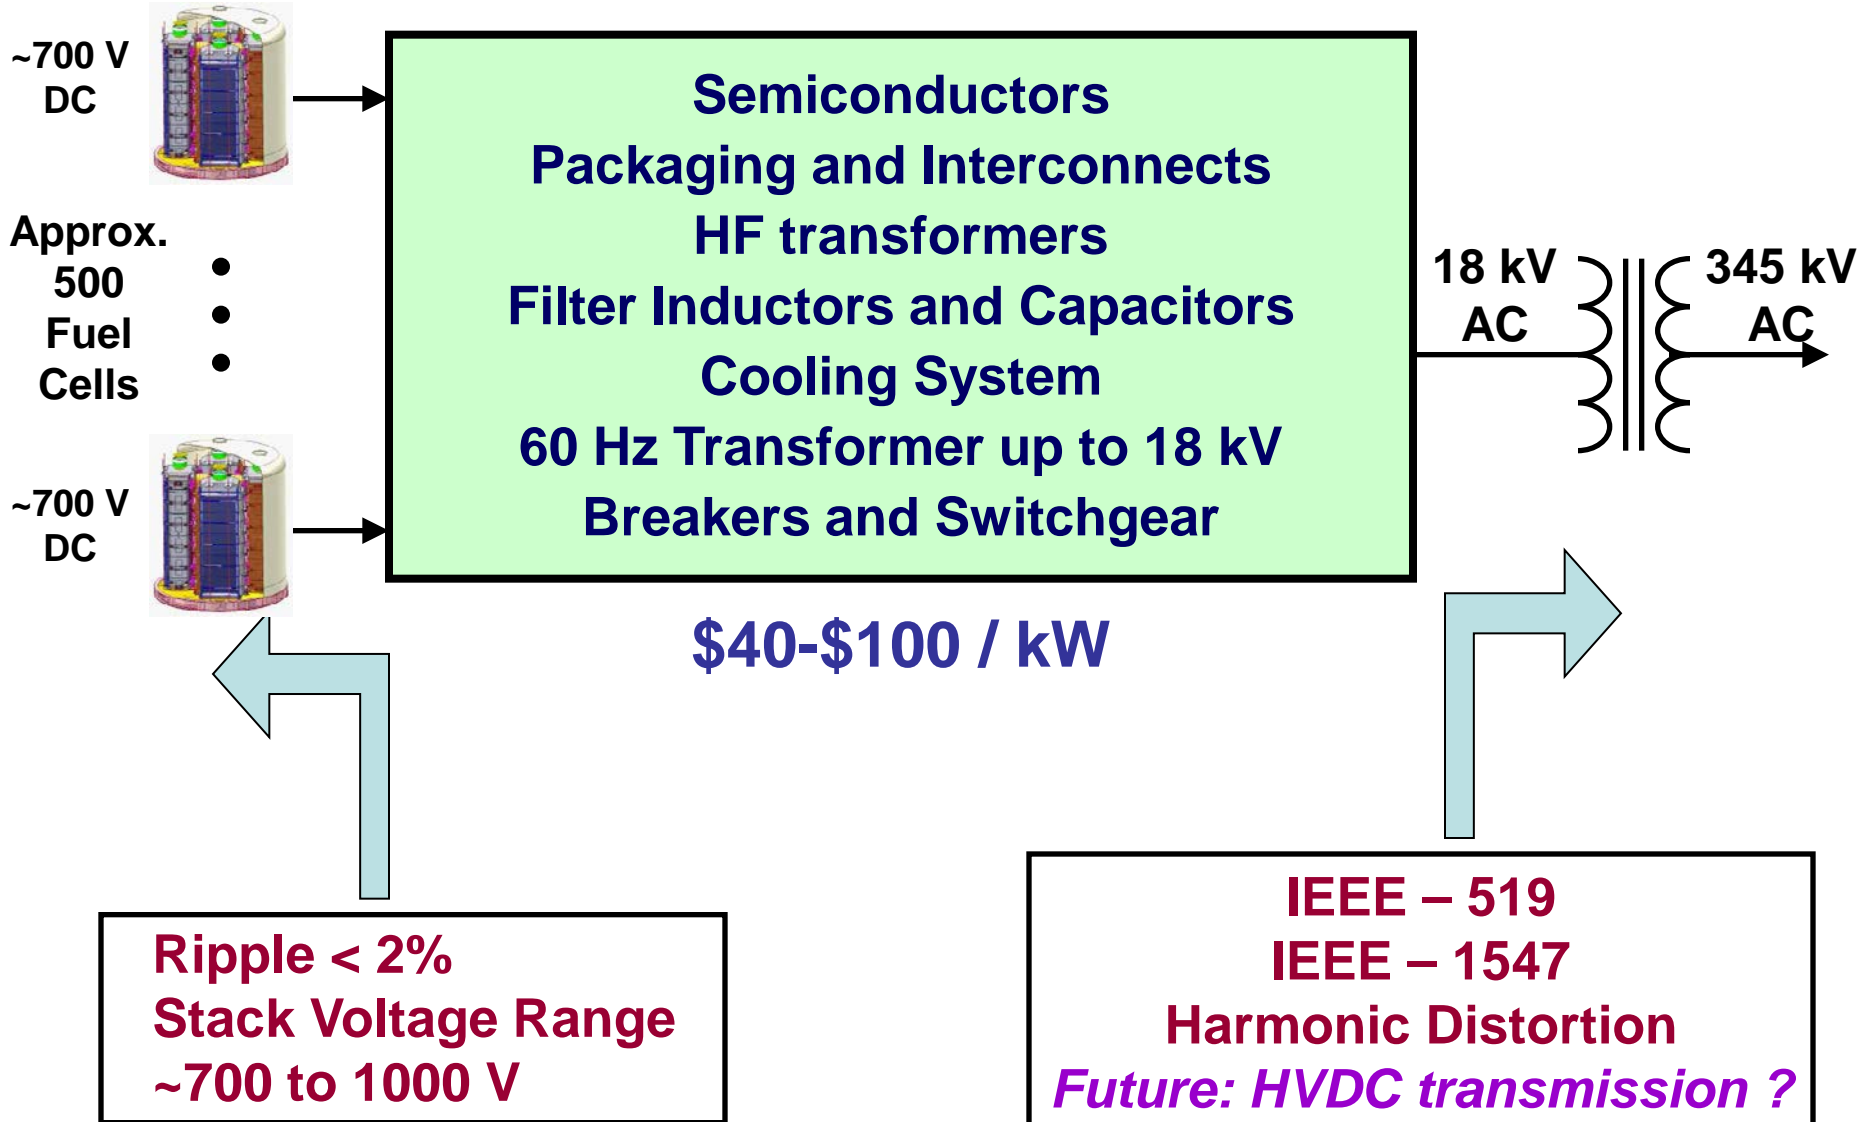 ~700 V
DC
Semiconductors
Packaging and Interconnects
HF transformers
Filter Inductors and Capacitors
Cooling System
60 Hz Transformer up to 18 kV
Breakers and Switchgear
Approx.
500
Fuel
Cells
~700 V
DC
18 kV
AC
345 kV
AC
$40-$100 / kW
Ripple < 2%
Stack Voltage Range
~700 to 1000 V
IEEE – 519
IEEE – 1547
Harmonic Distortion
Future: HVDC transmission ?